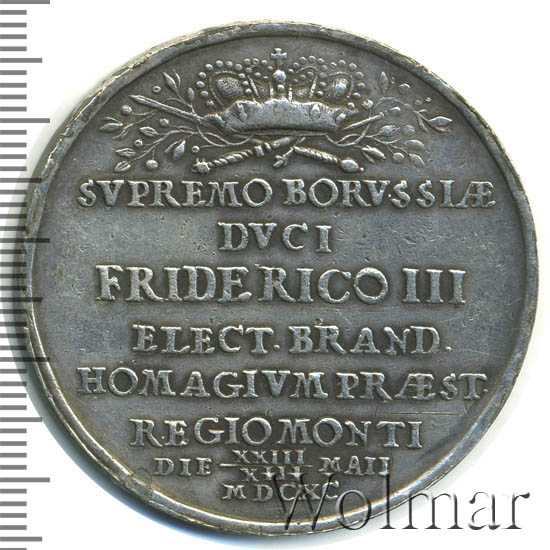 SVPREMO BORVSSIÆ
DVCI
FRIDERICO III
ELECT. BRAND.
HOMAGIVM PRÆST.
REGIOMONTI
DIE XXIII/XIII MAII
MDCXC
Wolmar